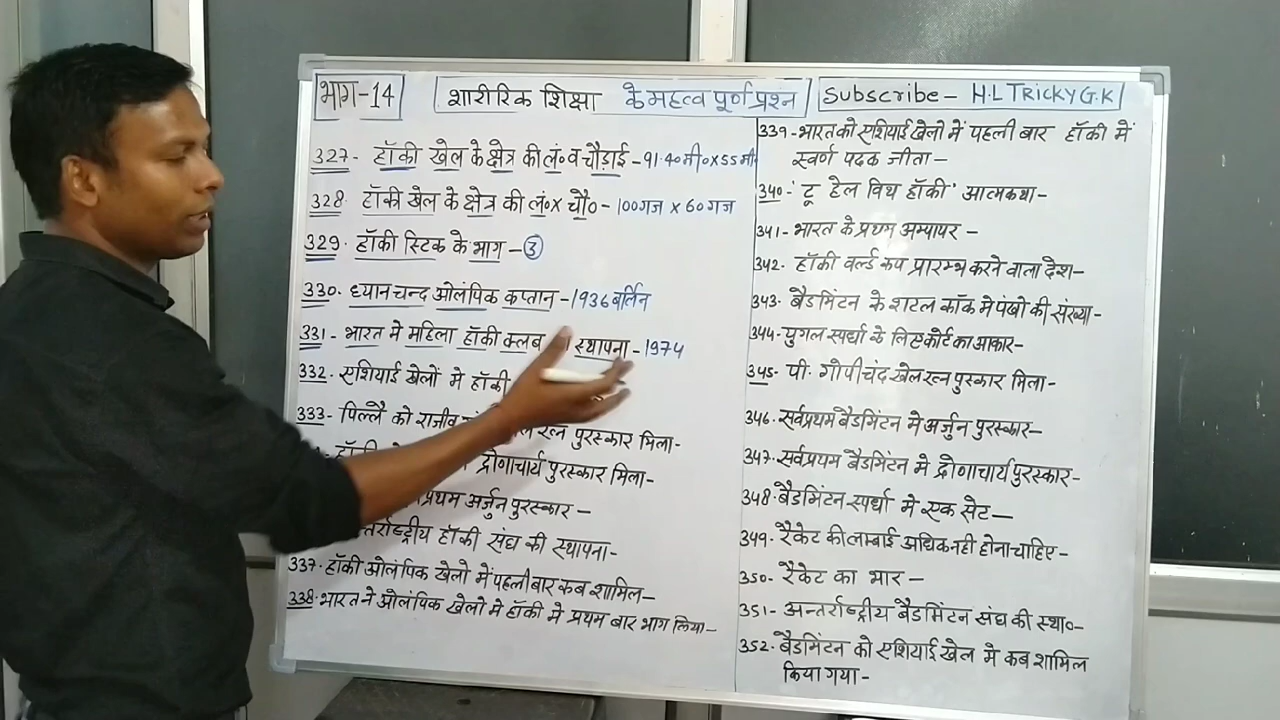 भाग-14
शारीरिक शिक्षा के महत्वपूर्ण प्रश्न
Subscribe - H.L TRICKY G.K
327- हॉकी खेल के क्षेत्र की लं० व चौड़ाई - 91.40 मी० x 55 मी
328. हॉकी खेल के क्षेत्र की लं० x चौ० - 100 गज x 60 गज
329. हॉकी स्टिक के भाग - 3
330. ध्यानचन्द ओलंपिक कप्तान - 1936 बर्लिन
331 - भारत मे महिला हॉकी क्लब स्थापना - 1974
332. एशियाई खेलों मे हॉकी
333 - पिल्लै को राजीव रत्न पुरस्कार मिला-
द्रोणाचार्य पुरस्कार मिला-
प्रथम अर्जुन पुरस्कार -
हॉकी संघ की स्थापना-
337. हॉकी ओलंपिक खेलो में पहली बार कब शामिल-
338. भारत ने ओलंपिक खेलो मे हॉकी मे प्रथम बार भाग लिया-
339 - भारत को एशियाई खेलो में पहली बार हॉकी में
स्वर्ण पदक जीता -
340 - 'टू हेल विथ हॉकी' आत्मकथा-
341 - भारत के प्रथम अम्पायर -
342. हॉकी वर्ल्ड कप प्रारम्भ करने वाला देश-
343. बैडमिंटन के शटल कॉक मे पंखो की संख्या-
344. युगल स्पर्धा के लिए कोर्ट का आकार-
345 - पी. गोपीचंद खेल रत्न पुस्कार मिला-
346. सर्वप्रथम बैडमिंटन मे अर्जुन पुरस्कार-
347. सर्वप्रथम बैडमिंटन मे द्रोणाचार्य पुरस्कार-
348. बैडमिंटन स्पर्धा मे एक सेट-
349. रैकेट की लम्बाई अधिक नही होना चाहिए-
350 - रैकेट का भार -
351 - अन्तर्राष्ट्रीय बैडमिंटन संघ की स्था०-
352. बैडमिंटन को एशियाई खेल मे कब शामिल
किया गया -